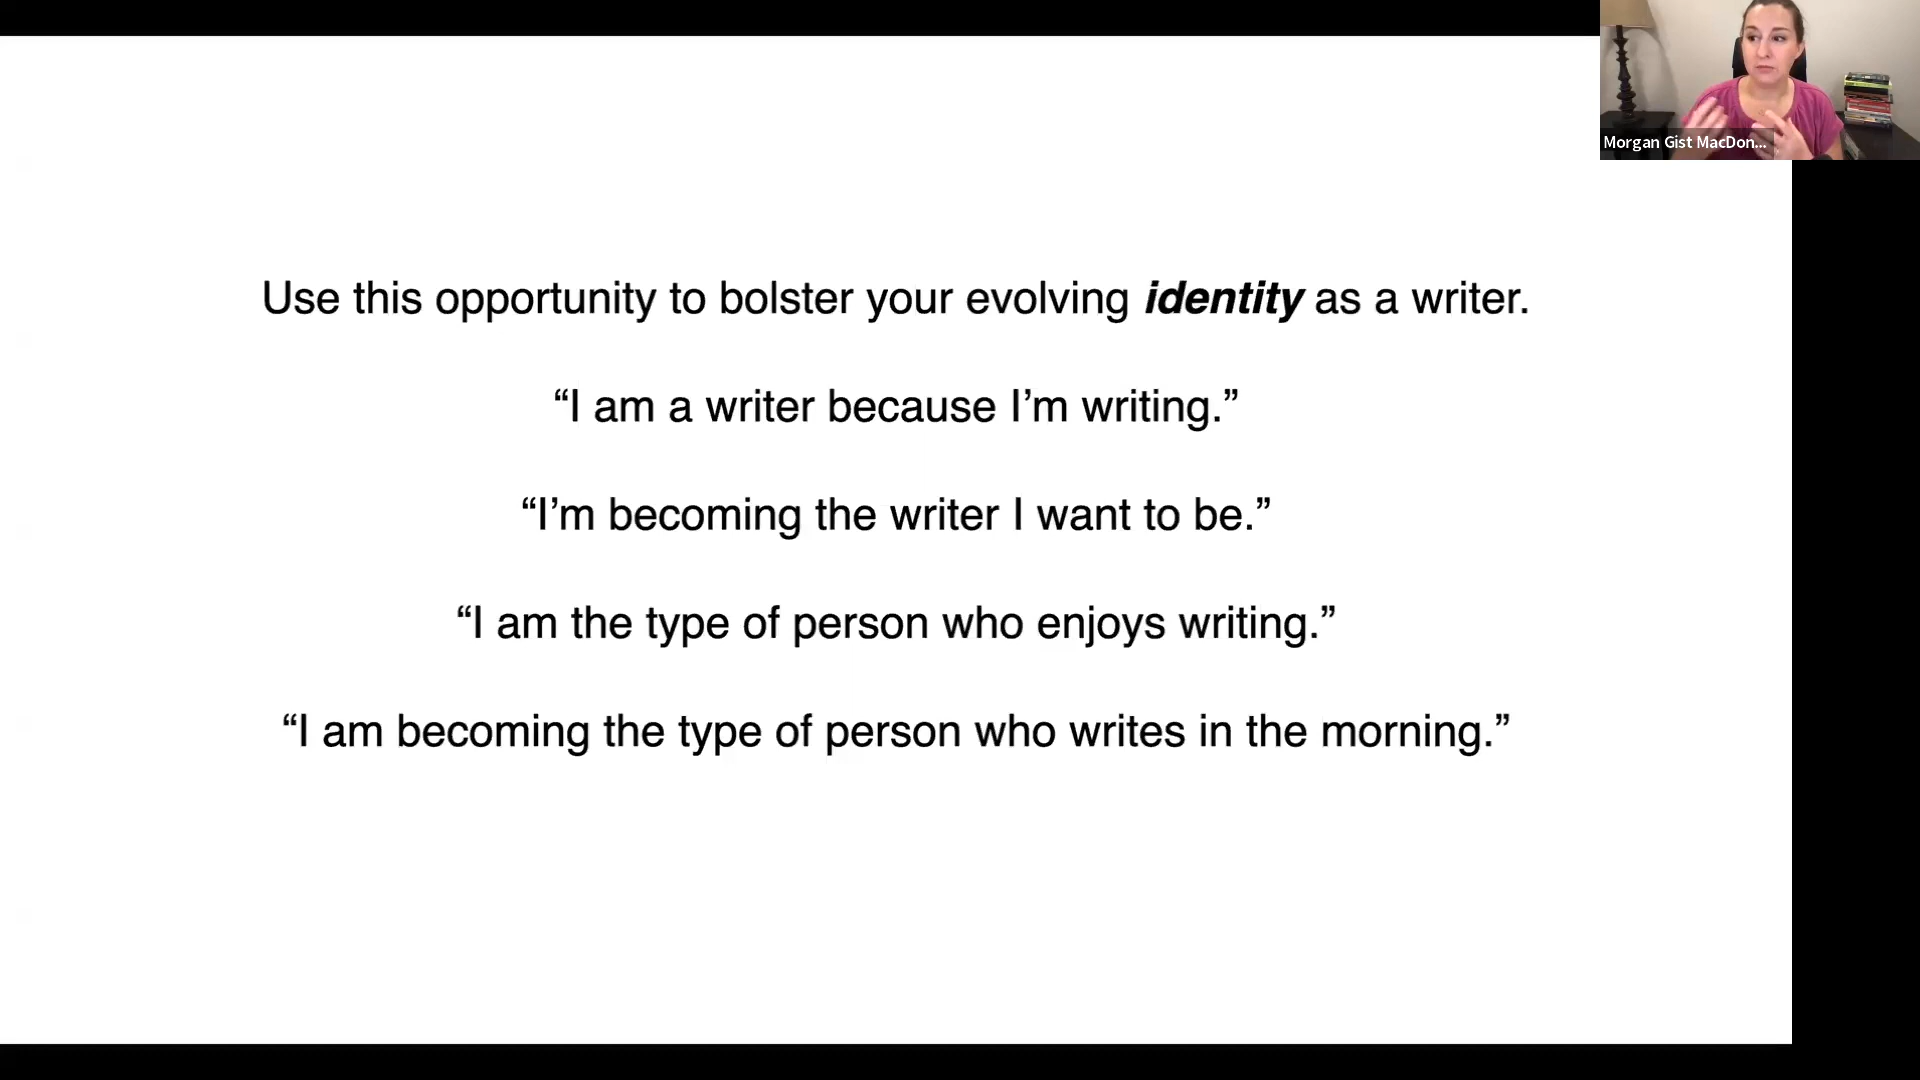 Morgan Gist MacDon...
Use this opportunity to bolster your evolving identity as a writer.
“I am a writer because I’m writing.”
“I’m becoming the writer I want to be.”
“I am the type of person who enjoys writing.”
“I am becoming the type of person who writes in the morning.”